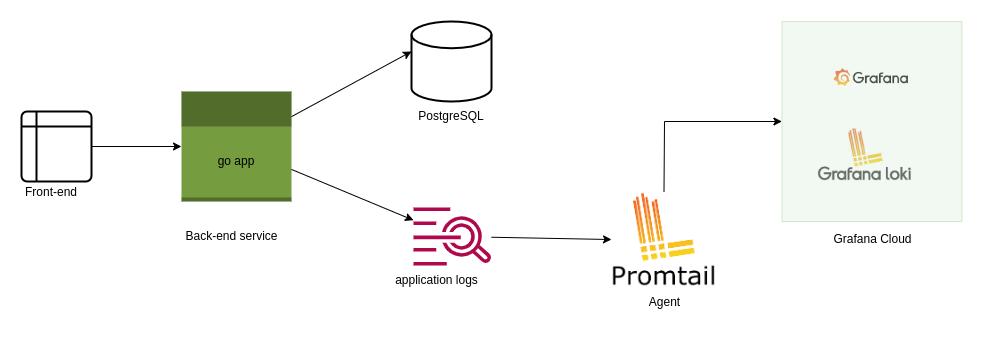 Front-end
go app
Back-end service
PostgreSQL
application logs
Promtail
Agent
Grafana
Grafana loki
Grafana Cloud